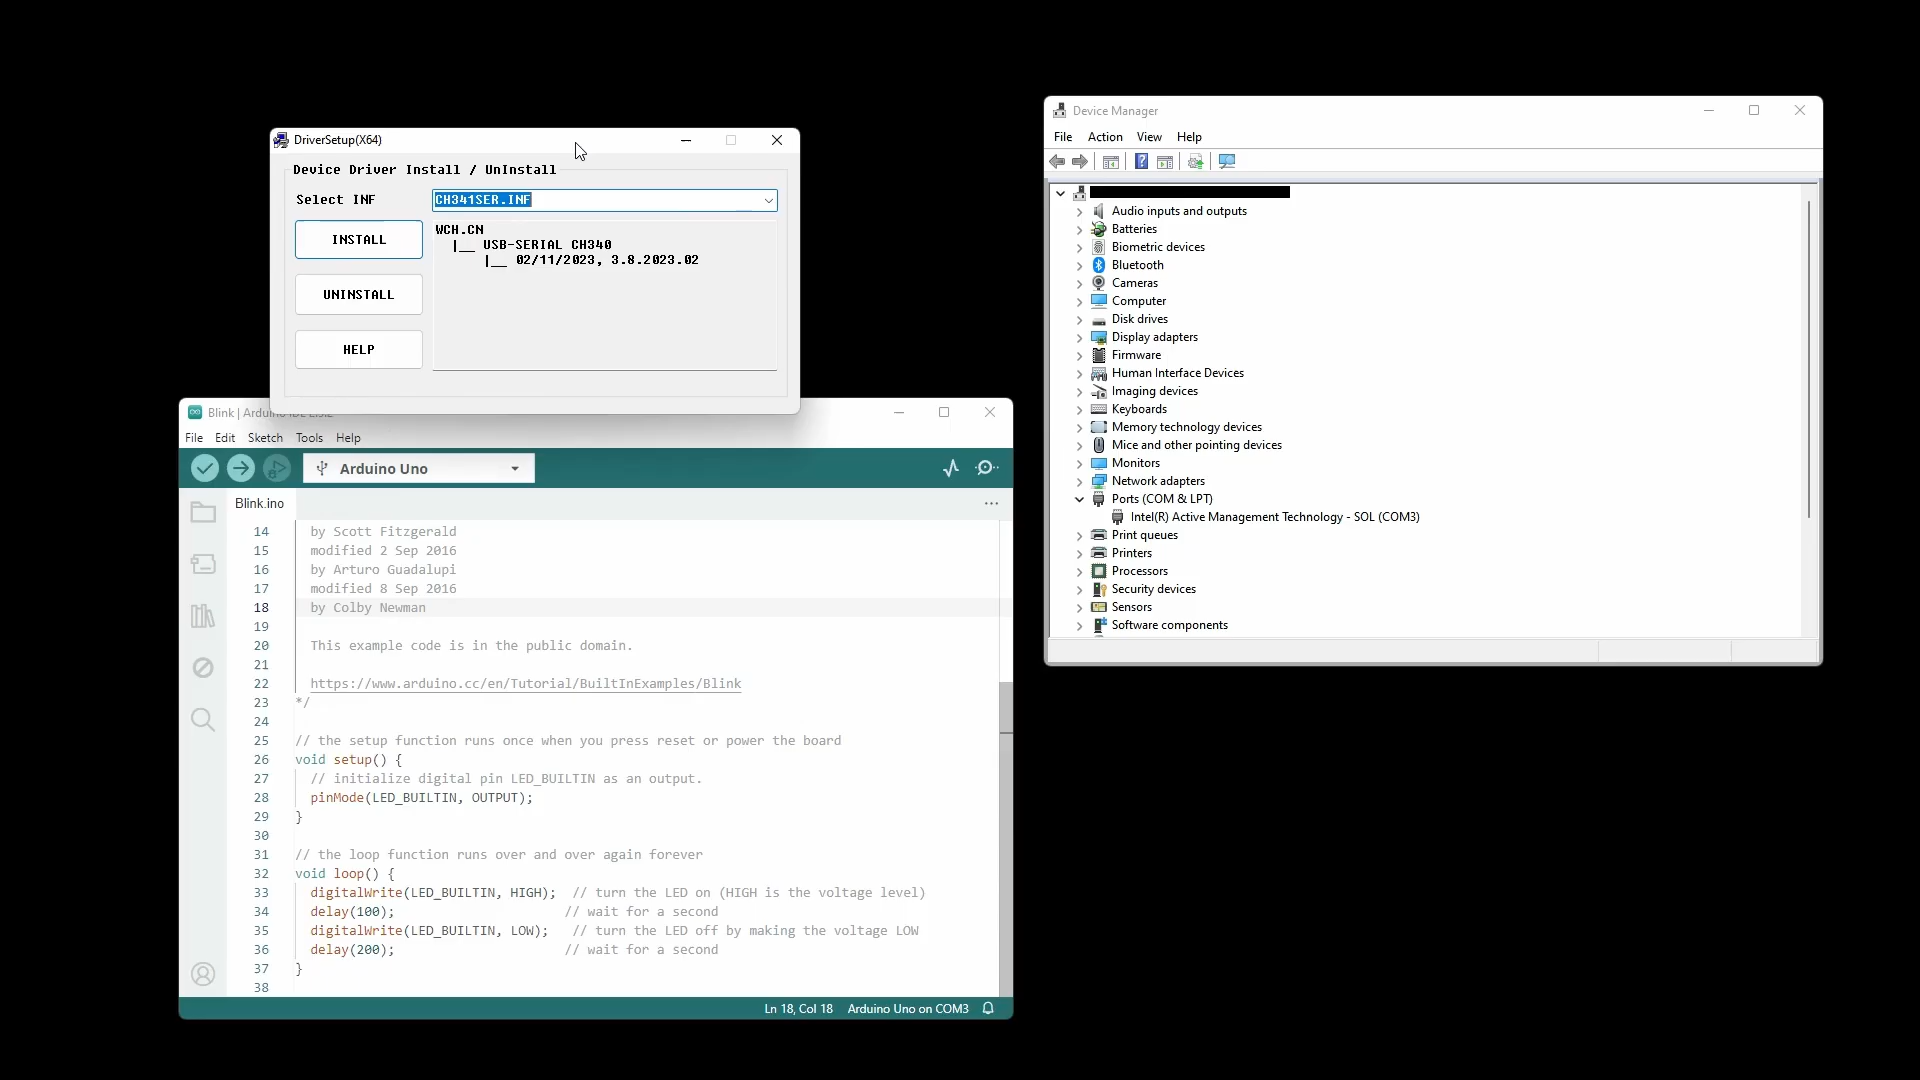 DriverSetup(X64)
Device Driver Install / UnInstall
Select INF
CH341SER.INF
INSTALL
UNINSTALL
HELP
WCH.CN
|__ USB-SERIAL CH340
|__ 02/11/2023, 3.8.2023.02
Blink | Arduino IDE
File Edit Sketch Tools Help
Arduino Uno
Blink.ino
14 by Scott Fitzgerald
15 modified 2 Sep 2016
16 by Arturo Guadalupi
17 modified 8 Sep 2016
18 by Colby Newman
19
20 This example code is in the public domain.
21
22 https://www.arduino.cc/en/Tutorial/BuiltInExamples/Blink
23 */
24
25 // the setup function runs once when you press reset or power the board
26 void setup() {
27 // initialize digital pin LED_BUILTIN as an output.
28 pinMode(LED_BUILTIN, OUTPUT);
29 }
30
31 // the loop function runs over and over again forever
32 void loop() {
33 digitalWrite(LED_BUILTIN, HIGH); // turn the LED on (HIGH is the voltage level)
34 delay(100); // wait for a second
35 digitalWrite(LED_BUILTIN, LOW); // turn the LED off by making the voltage LOW
36 delay(200); // wait for a second
37 }
38
Ln 18, Col 18 Arduino Uno on COM3
Device Manager
File Action View Help
Audio inputs and outputs
Batteries
Biometric devices
Bluetooth
Cameras
Computer
Disk drives
Display adapters
Firmware
Human Interface Devices
Imaging devices
Keyboards
Memory technology devices
Mice and other pointing devices
Monitors
Network adapters
Ports (COM & LPT)
Intel(R) Active Management Technology - SOL (COM3)
Print queues
Printers
Processors
Security devices
Sensors
Software components